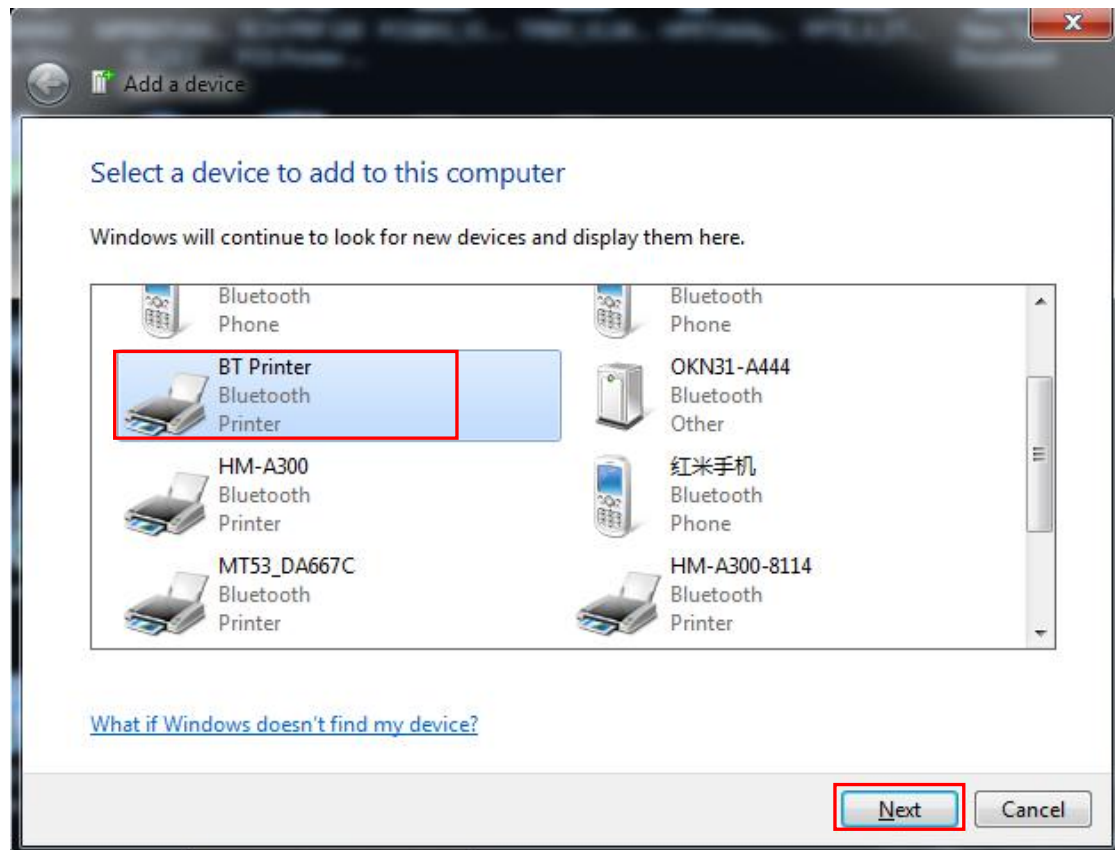 Add a device
Select a device to add to this computer
Windows will continue to look for new devices and display them here.
Bluetooth
Phone
Bluetooth
Phone
BT Printer
Bluetooth
Printer
OKN31-A444
Bluetooth
Other
HM-A300
Bluetooth
Printer
红米手机
Bluetooth
Phone
MT53_DA667C
Bluetooth
Printer
HM-A300-8114
Bluetooth
Printer
What if Windows doesn't find my device?
Next
Cancel